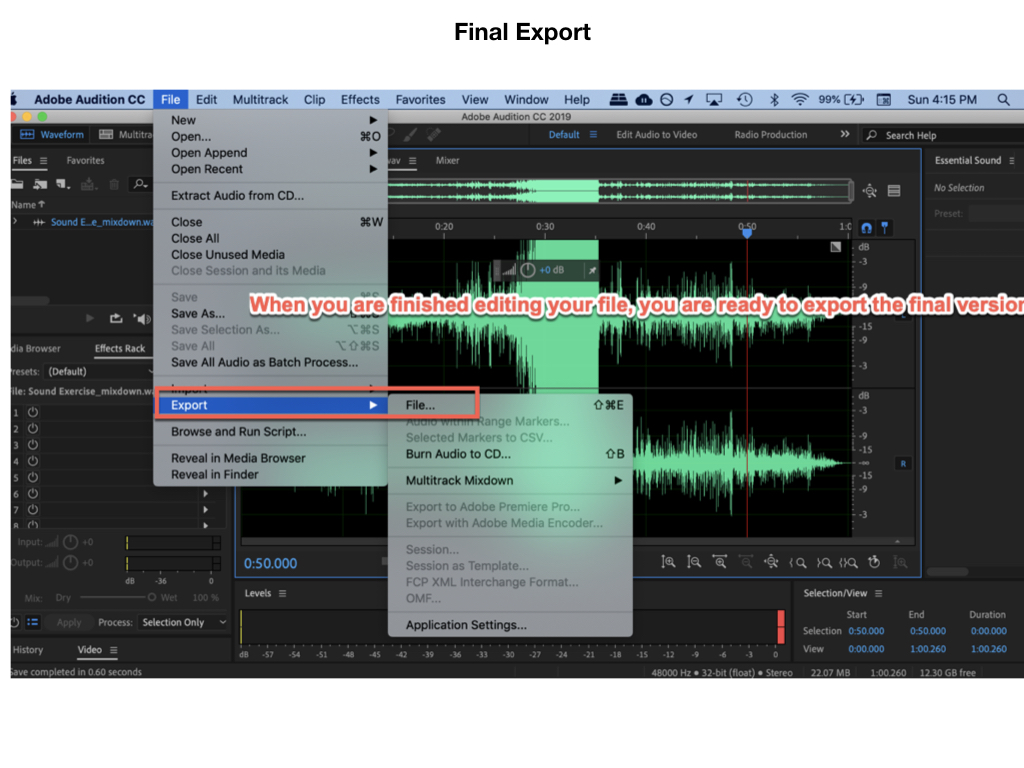 Final Export
Adobe Audition CC File Edit Multitrack Clip Effects Favorites View Window Help 99% Sun 4:15 PM
Adobe Audition CC 2019
Waveform Multitra Default Edit Audio to Video Radio Production >> Search Help
Files Favorites
wav Mixer
Essential Sound
No Selection
Preset:
Name
Sound E...e_mixdown.wa
New
Open... ⌘O
Open Append
Open Recent
Extract Audio from CD...
Close ⌘W
Close All
Close Unused Media
Close Session and its Media
Save ⌘S
Save As... ⇧⌘S
Save Selection As... ⌥⌘S
Save All ⌥⇧⌘S
Save All Audio as Batch Process...
Import
Export
Browse and Run Script...
Reveal in Media Browser
Reveal in Finder
0:20 0:30 0:40 0:50 1:0
+0 dB
When you are finished editing your file, you are ready to export the final version
dB
-3
-15
-9
-3
dB
-3
-9
-15
-∞
-15
-9
-3
R
File... ⇧⌘E
Audio within Range Markers...
Selected Markers to CSV...
Burn Audio to CD... ⇧B
Multitrack Mixdown
Export to Adobe Premiere Pro...
Export with Adobe Media Encoder...
Session...
Session as Template...
FCP XML Interchange Format...
OMF...
Application Settings...
dia Browser Effects Rack
Presets: (Default)
File: Sound Exercise_mixdown.wa
1
2
3
4
5
6
7
8
Input: +0
Output: +0
dB -36 0
Mix: Dry Wet 100 %
Apply Process: Selection Only
History Video
0:50.000
Levels
dB -57 -54 -51 -48 -45 -42 -39 -36 -33 -30 -27 -24 -21 -18 -15 -12 -9 -6 -3 0
Selection/View
Start End Duration
Selection 0:50.000 0:50.000 0:00.000
View 0:00.000 1:00.260 1:00.260
Save completed in 0.60 seconds
48000 Hz • 32-bit (float) • Stereo 22.07 MB 1:00.260 12.30 GB free